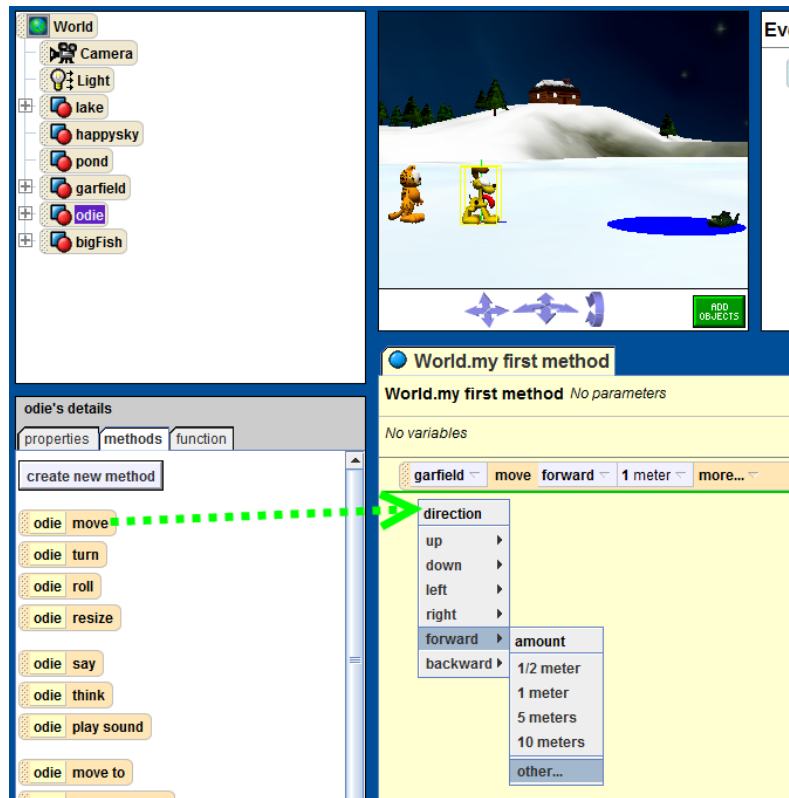 World
Camera
Light
lake
happysky
pond
garfield
odie
bigFish
ADD
OBJECTS
odie's details
properties methods function
create new method
odie move
odie turn
odie roll
odie resize
odie say
odie think
odie play sound
odie move to
World.my first method
World.my first method No parameters
No variables
garfield move forward 1 meter more...
direction
up
down
left
right
forward
backward
amount
1/2 meter
1 meter
5 meters
10 meters
other...